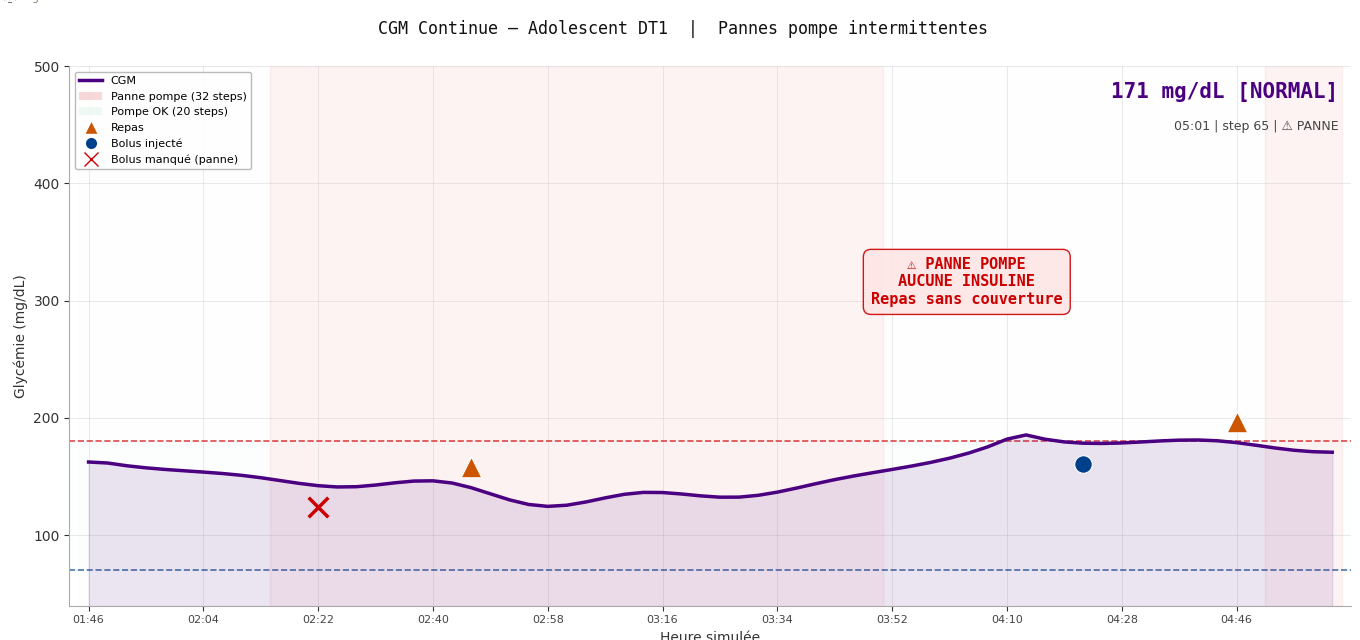 CGM Continue — Adolescent DT1  |  Pannes pompe intermittentes
500
400
300
200
100
Glycémie (mg/dL)
CGM
Panne pompe (32 steps)
Pompe OK (20 steps)
Repas
Bolus injecté
Bolus manqué (panne)
171 mg/dL [NORMAL]
05:01 | step 65 | ⚠ PANNE
⚠ PANNE POMPE
AUCUNE INSULINE
Repas sans couverture
01:46 02:04 02:22 02:40 02:58 03:16 03:34 03:52 04:10 04:28 04:46
Heure simulée